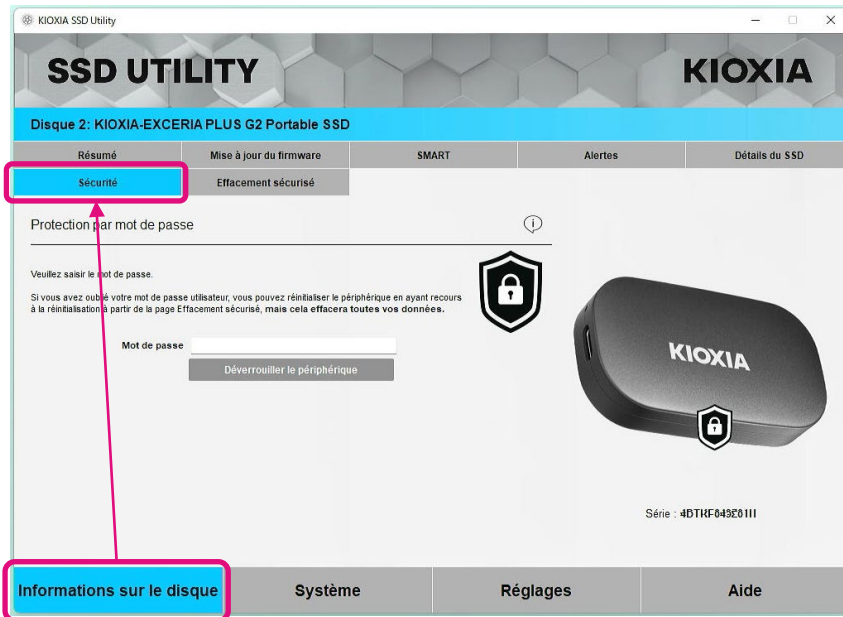 KIOXIA SSD Utility
SSD UTILITY
KIOXIA
Disque 2: KIOXIA-EXCERIA PLUS G2 Portable SSD
Résumé
Mise à jour du firmware
SMART
Alertes
Détails du SSD
Sécurité
Effacement sécurisé
Protection par mot de passe
Veuillez saisir le mot de passe.
Si vous avez oublié votre mot de passe utilisateur, vous pouvez réinitialiser le périphérique en ayant recours
à la réinitialisation à partir de la page Effacement sécurisé, mais cela effacera toutes vos données.
Mot de passe
Déverrouiller le périphérique
KIOXIA
Série :
Informations sur le disque
Système
Réglages
Aide